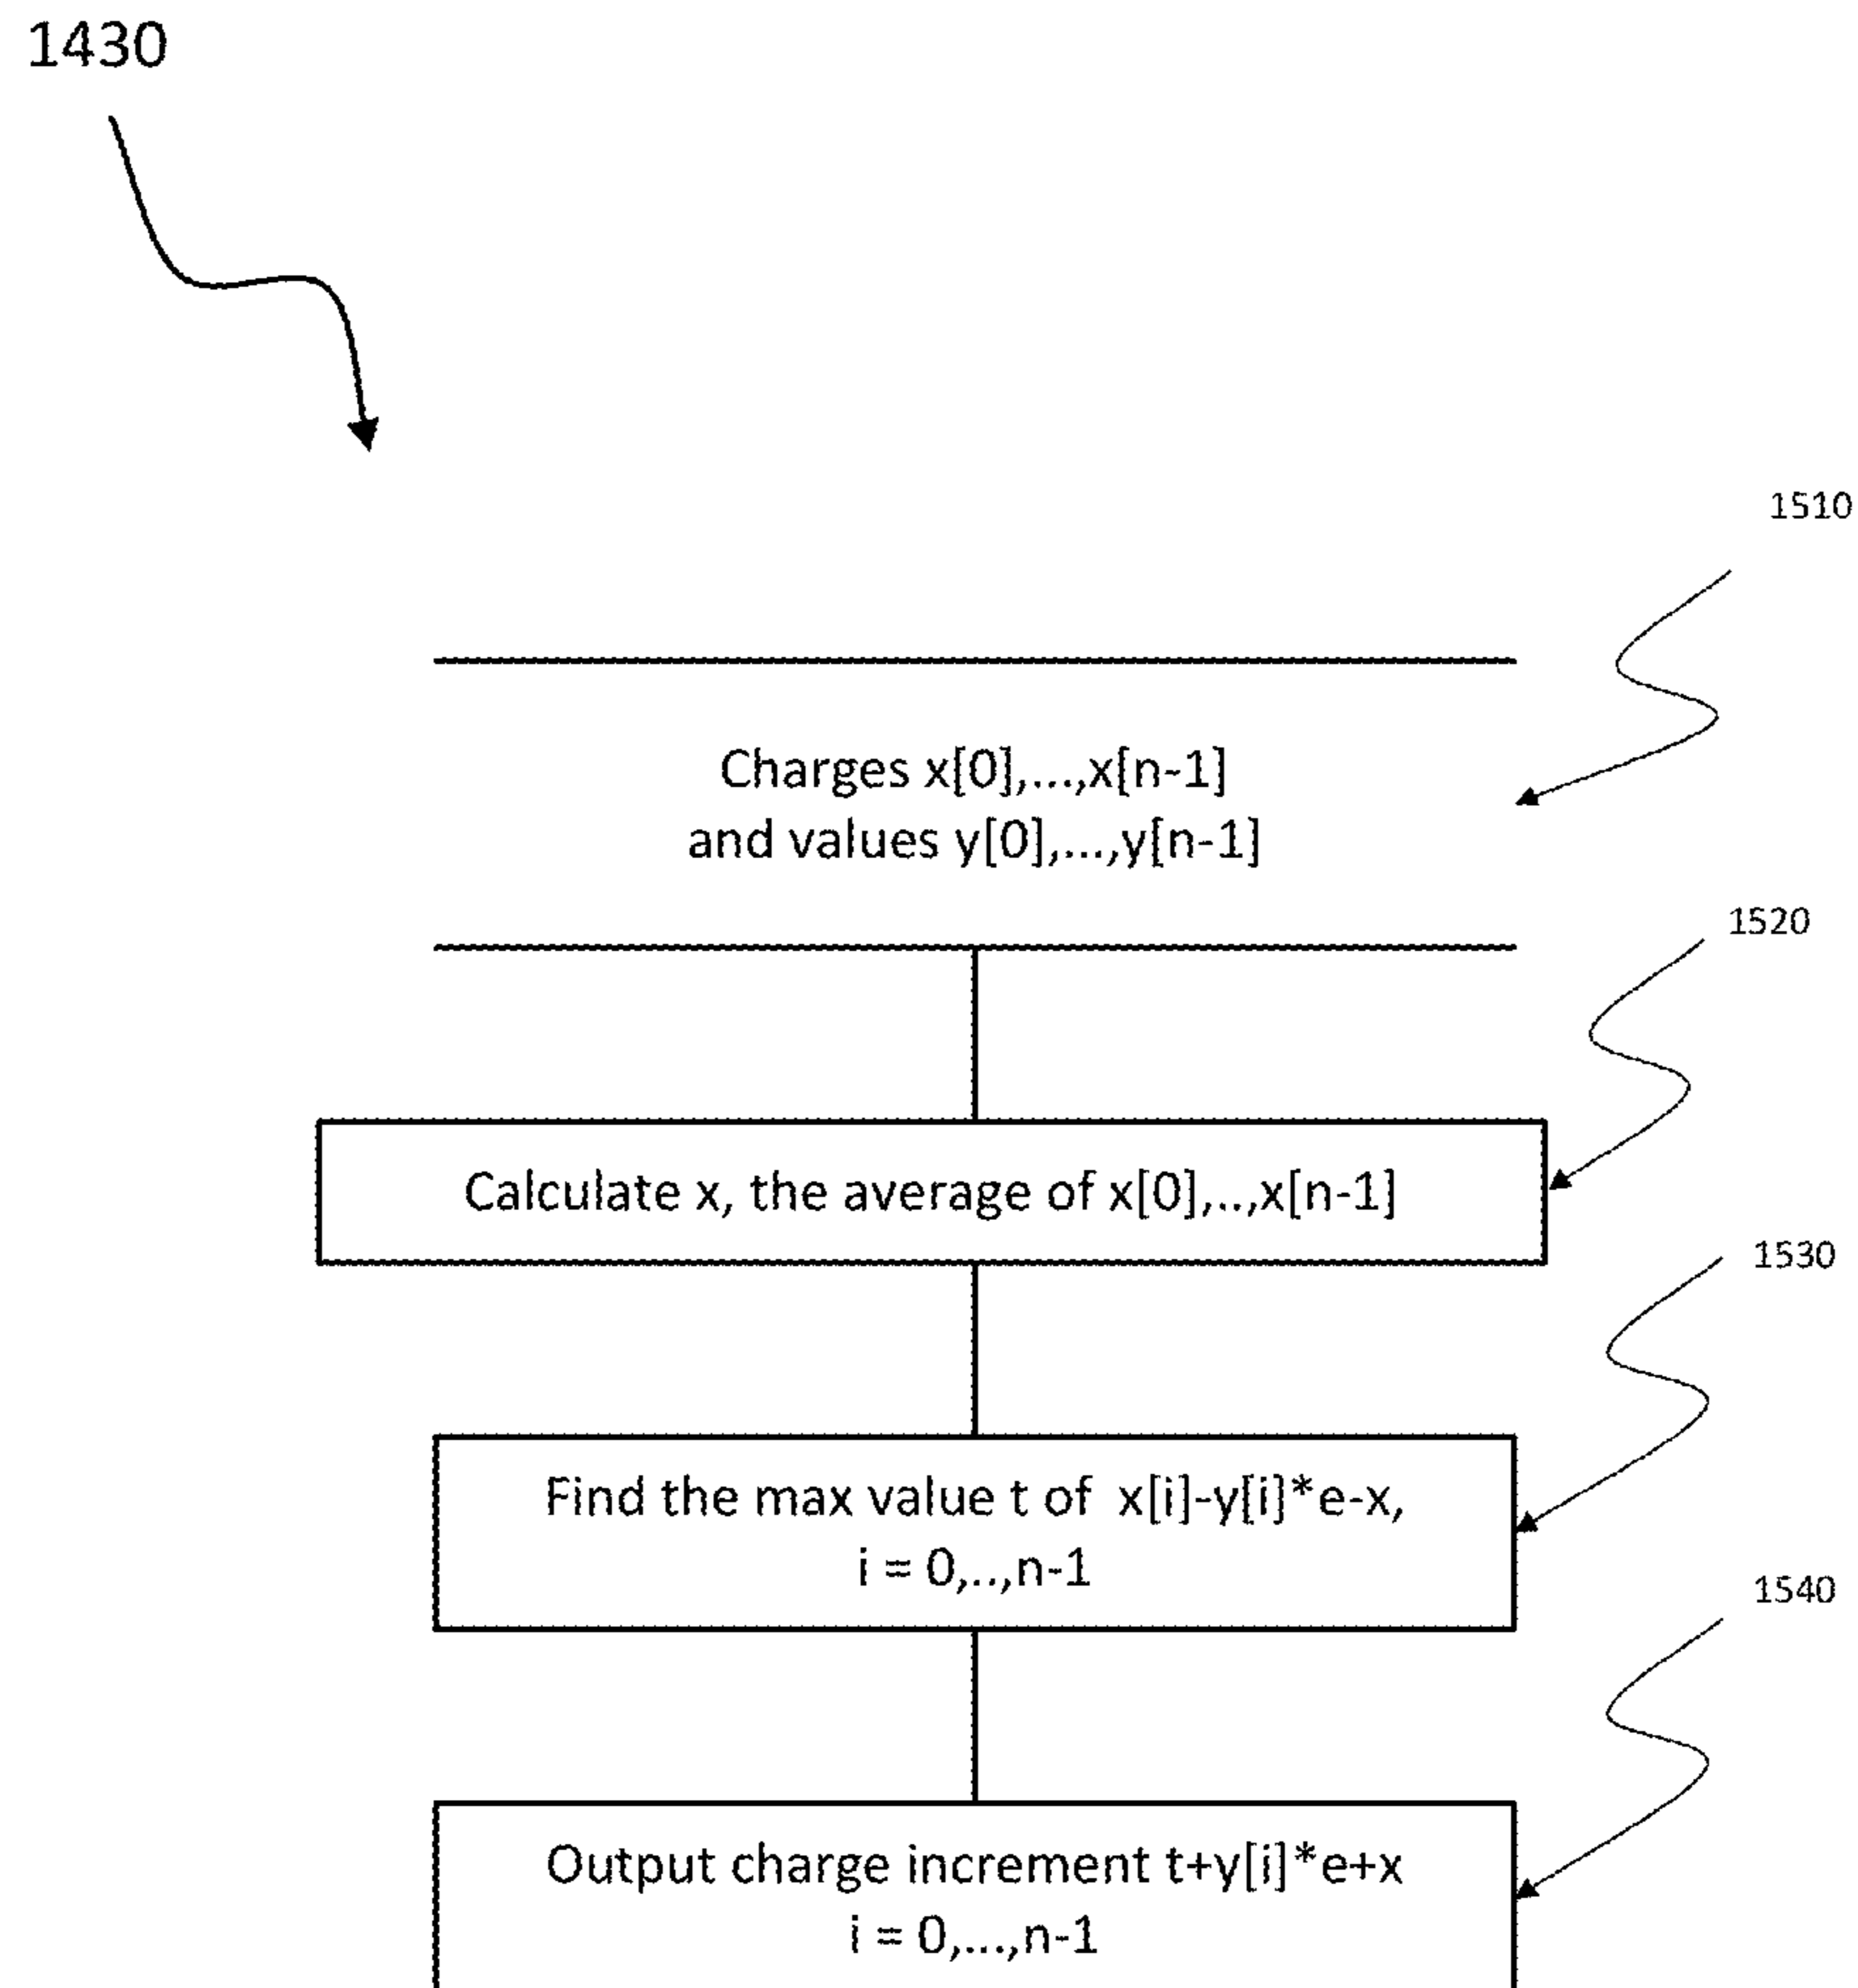 1430
1510
Charges x[0],...,x[n-1]
and values y[0],...,y[n-1]
1520
Calculate x, the average of x[0],..,x[n-1]
1530
Find the max value t of x[i]-y[i]*e-x,
i = 0,..,n-1
1540
Output charge increment t+y[i]*e+x
i = 0,...,n-1